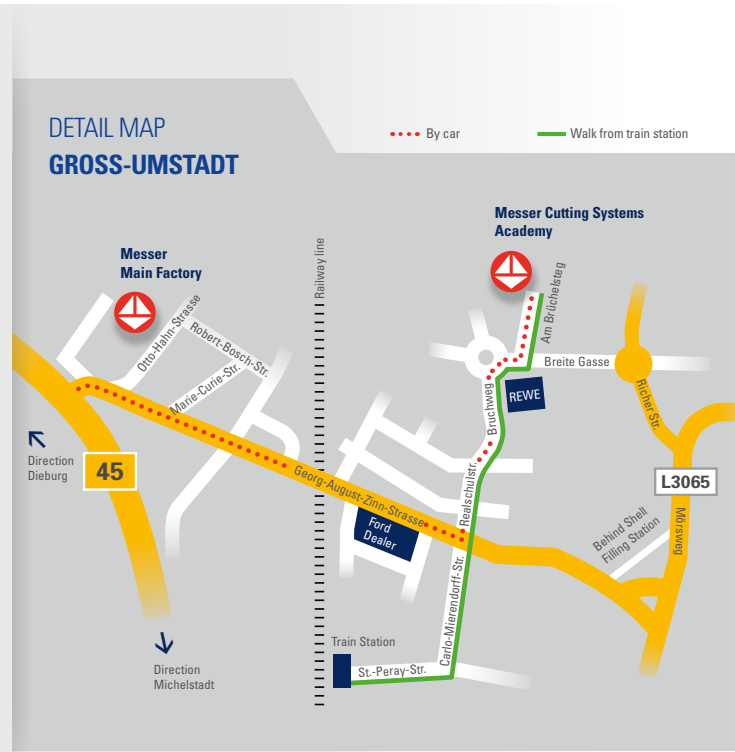 DETAIL MAP
GROSS-UMSTADT
By car
Walk from train station
Messer Cutting Systems
Academy
Messer
Main Factory
Railway line
Am Brüchelsteg
Otto-Hahn-Strasse
Robert-Bosch-Str.
Marie-Curie-Str.
Breite Gasse
REWE
Richer Str.
Bruchweg
Direction
Dieburg
45
Georg-August-Zinn-Strasse
Realschulstr.
L3065
Ford
Dealer
Mörsweg
Behind Shell
Filling Station
Carlo-Mierendorff-Str.
Train Station
St.-Peray-Str.
Direction
Michelstadt